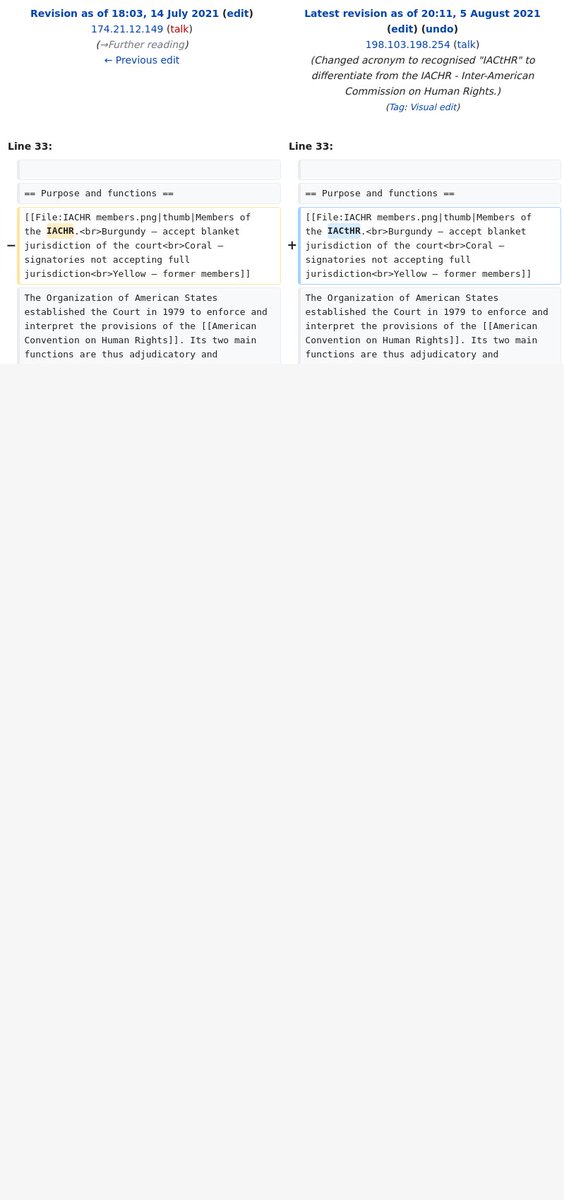 Revision as of 18:03, 14 July 2021 (edit)
174.21.12.149 (talk)
(→Further reading)
← Previous edit
Latest revision as of 20:11, 5 August 2021
(edit) (undo)
198.103.198.254 (talk)
(Changed acronym to recognised "IACtHR" to
differentiate from the IACHR - Inter-American
Commission on Human Rights.)
(Tag: Visual edit)
Line 33:
Line 33:
== Purpose and functions ==
== Purpose and functions ==
− [[File:IACHR members.png|thumb|Members of
the IACHR.<br>Burgundy – accept blanket
jurisdiction of the court<br>Coral –
signatories not accepting full
jurisdiction<br>Yellow – former members]]
+ [[File:IACHR members.png|thumb|Members of
the IACtHR.<br>Burgundy – accept blanket
jurisdiction of the court<br>Coral –
signatories not accepting full
jurisdiction<br>Yellow – former members]]
The Organization of American States
established the Court in 1979 to enforce and
interpret the provisions of the [[American
Convention on Human Rights]]. Its two main
functions are thus adjudicatory and
The Organization of American States
established the Court in 1979 to enforce and
interpret the provisions of the [[American
Convention on Human Rights]]. Its two main
functions are thus adjudicatory and